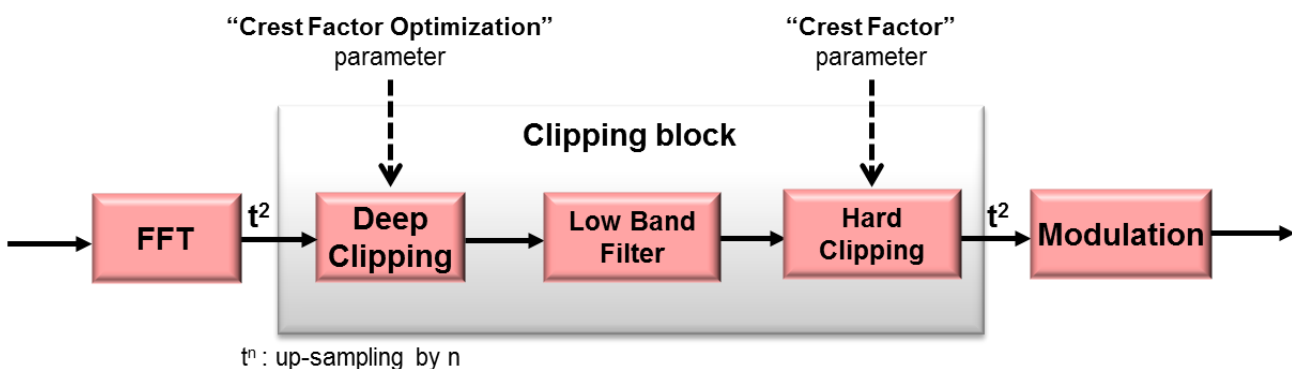 “Crest Factor Optimization”
parameter
“Crest Factor”
parameter
Clipping block
FFT
t²
Deep
Clipping
Low Band
Filter
Hard
Clipping
t²
Modulation
tⁿ : up-sampling by n